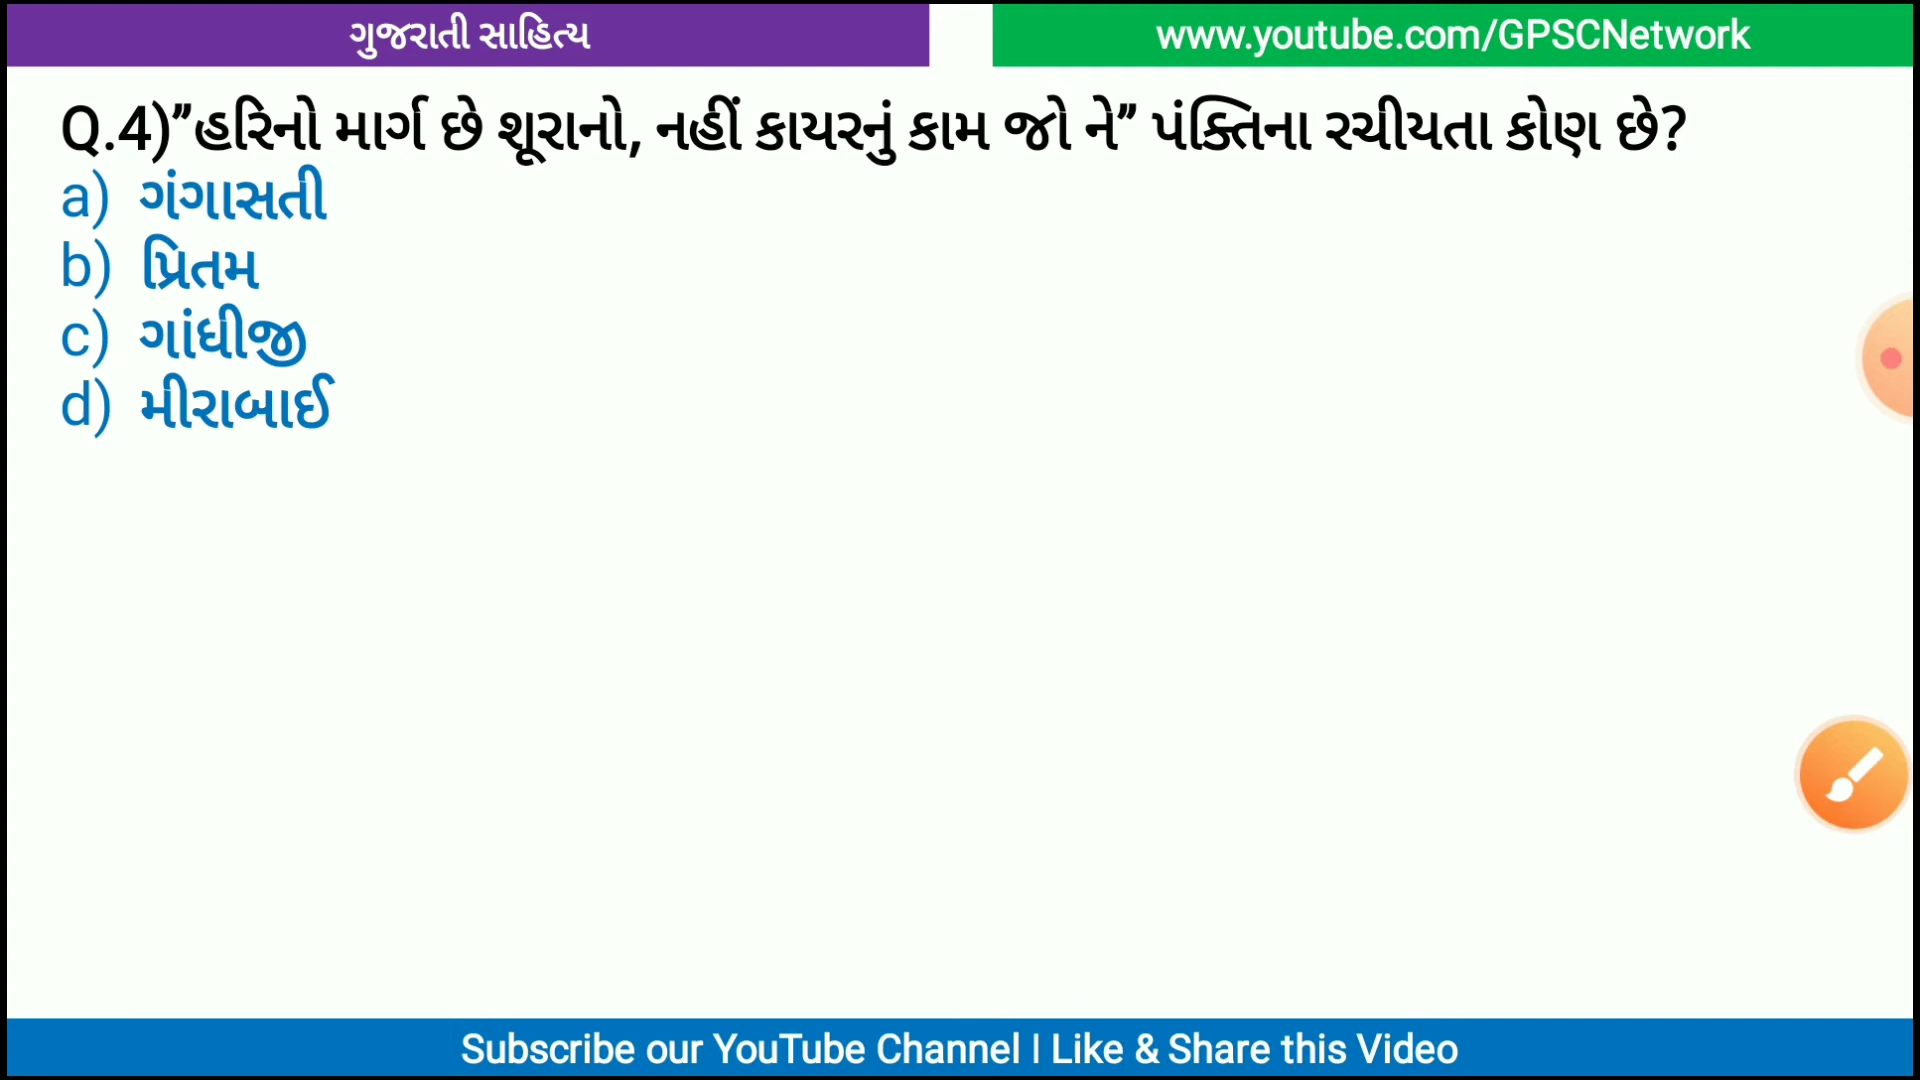 ગુજરાતી સાહિત્ય
www.youtube.com/GPSCNetwork
Q.4)”હરિનો માર્ગ છે શૂરાનો, નહીં કાયરનું કામ જો ને” પંક્તિના રચીયતા કોણ છે?
a) ગંગાસતી
b) પ્રિતમ
c) ગાંધીજી
d) મીરાબાઈ
Subscribe our YouTube Channel I Like & Share this Video